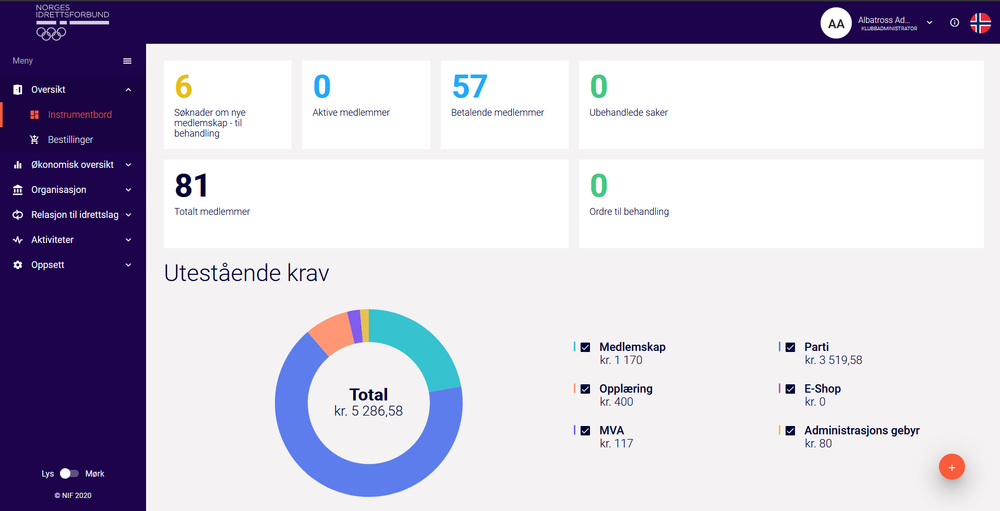 NORGES
IDRETTSFORBUND
AA
Albatross Ad...
KLUBBADMINISTRATOR
Meny
Oversikt
Instrumentbord
Bestillinger
Økonomisk oversikt
Organisasjon
Relasjon til idrettslag
Aktiviteter
Oppsett
Lys
Mørk
© NIF 2020
6
Søknader om nye
medlemskap - til
behandling
0
Aktive medlemmer
57
Betalende medlemmer
0
Ubehandlede saker
81
Totalt medlemmer
0
Ordre til behandling
Utestående krav
Total
kr. 5 286,58
Medlemskap
kr. 1 170
Parti
kr. 3 519,58
Opplæring
kr. 400
E-Shop
kr. 0
MVA
kr. 117
Administrasjons gebyr
kr. 80
+